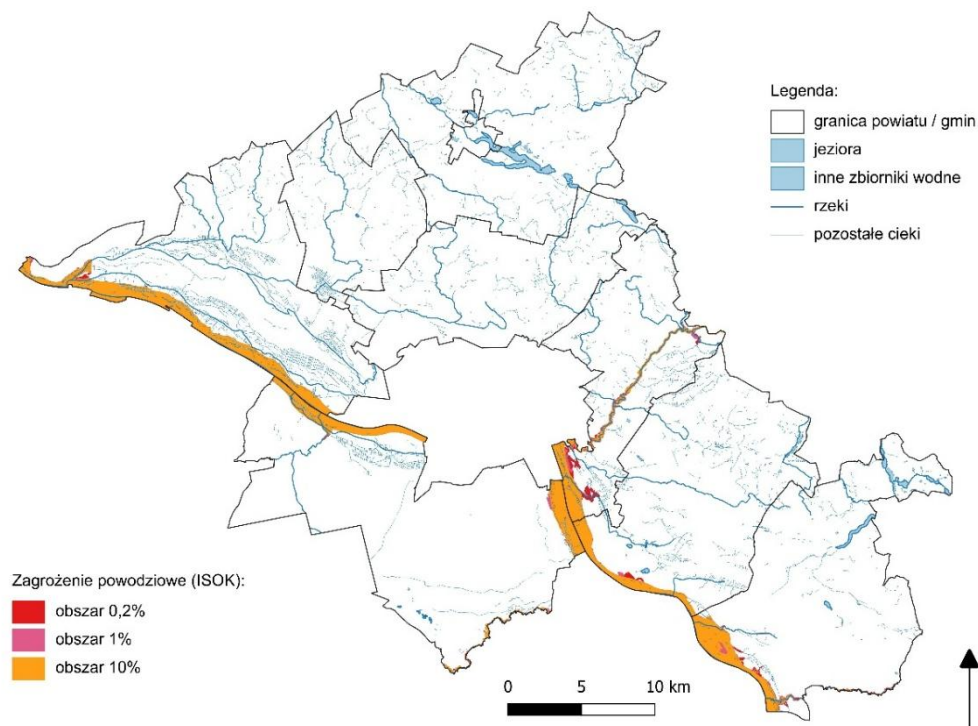 Legenda:
granica powiatu / gmin
jeziora
inne zbiorniki wodne
rzeki
pozostałe cieki
Zagrożenie powodziowe (ISOK):
obszar 0,2%
obszar 1%
obszar 10%
0 5 10 km